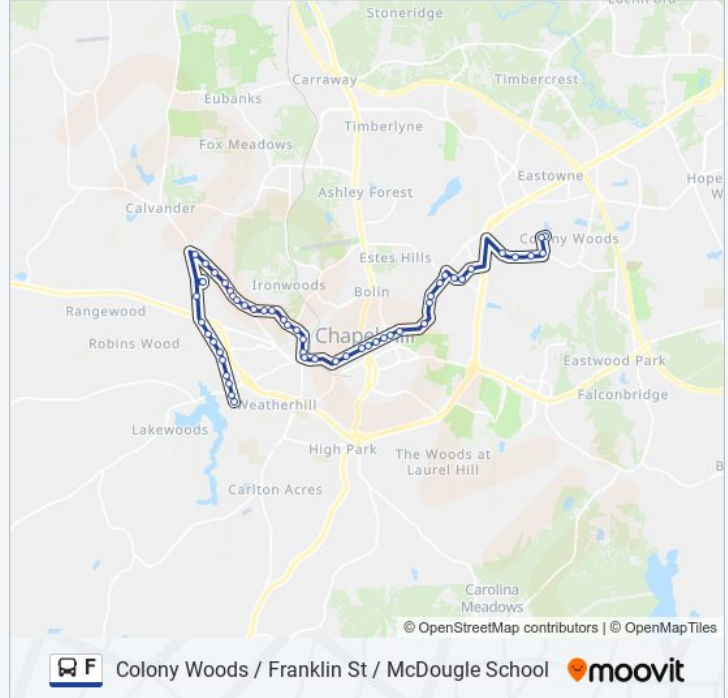 Stoneridge
Carraway
Timbercrest
Eubanks
Timberlyne
Fox Meadows
Eastowne
Hope
Ashley Forest
Calvander
Colony Woods
Estes Hills
Ironwoods
Bolin
Rangewood
Robins Wood
Eastwood Park
Falconbridge
Weatherhill
Lakewoods
High Park
The Woods at
Laurel Hill
Carlton Acres
Carolina
Meadows
© OpenStreetMap contributors | © OpenMapTiles
F Colony Woods / Franklin St / McDougle School moovit